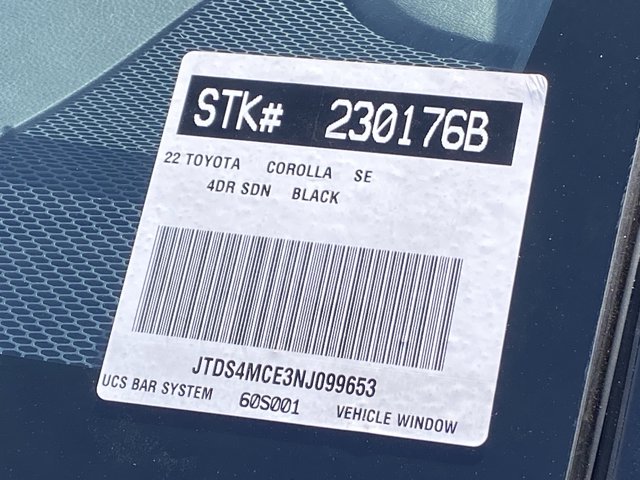 STK# 230176B
22 TOYOTA COROLLA SE
4DR SDN BLACK
JTDS4MCE3NJ099653
UCS BAR SYSTEM 60S001 VEHICLE WINDOW